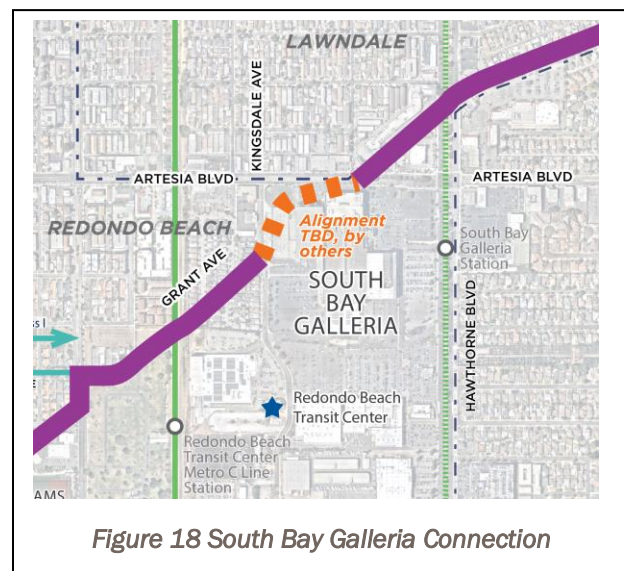 LAWNDALE
KINGSDALE AVE
ARTESIA BLVD
ARTESIA BLVD
REDONDO BEACH
Alignment
TBD, by
others
South Bay
Galleria
Station
GRANT AVE
SOUTH
BAY
GALLERIA
HAWTHORNE BLVD
Redondo Beach
Transit Center
Redondo Beach
Transit Center
Metro C Line
Station
AMS
Figure 18 South Bay Galleria Connection